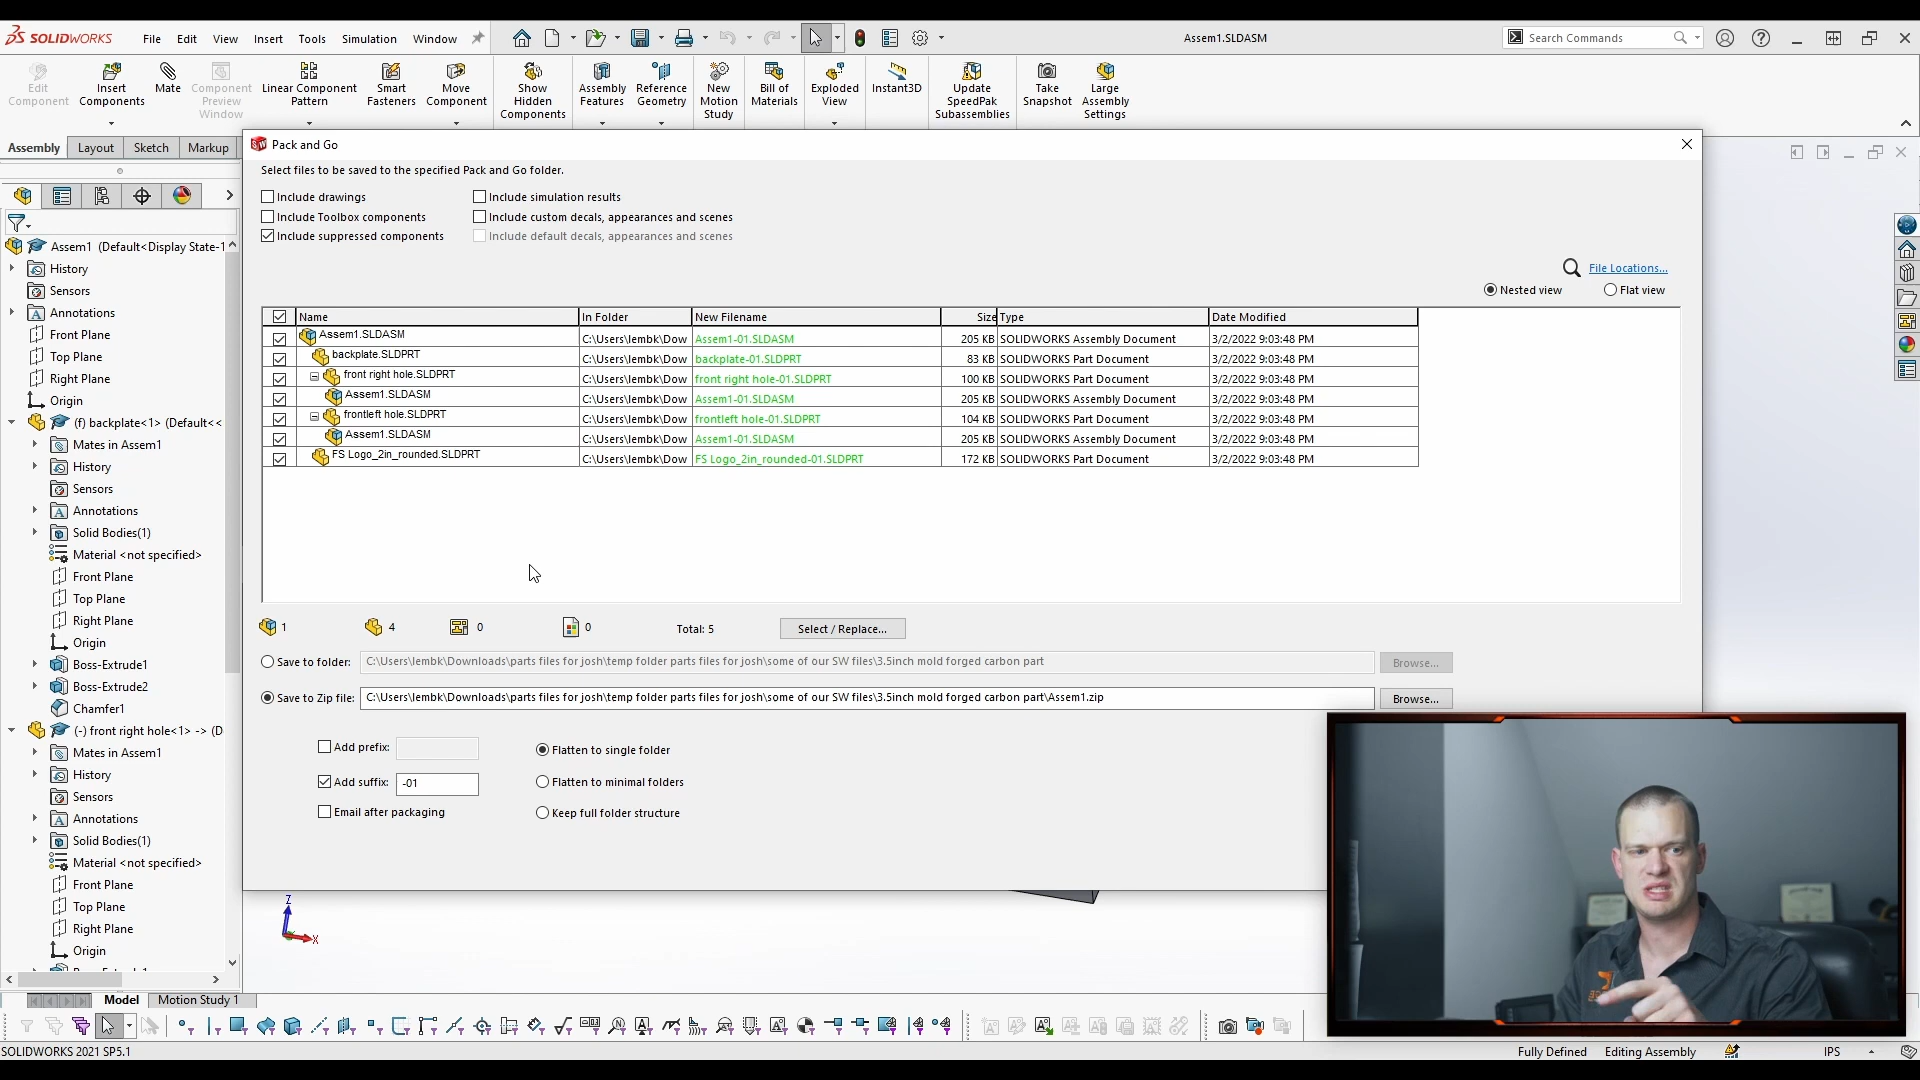 SOLIDWORKS File Edit View Insert Tools Simulation Window Assem1.SLDASM Search Commands
Edit Component
Insert Components
Mate
Component Preview Window
Linear Component Pattern
Smart Fasteners
Move Component
Show Hidden Components
Assembly Features
Reference Geometry
New Motion Study
Bill of Materials
Exploded View
Instant3D
Update SpeedPak Subassemblies
Take Snapshot
Large Assembly Settings
Assembly Layout Sketch Markup
Assem1 (Default<Display State-1
History
Sensors
Annotations
Front Plane
Top Plane
Right Plane
Origin
(f) backplate<1> (Default<<
Mates in Assem1
History
Sensors
Annotations
Solid Bodies(1)
Material <not specified>
Front Plane
Top Plane
Right Plane
Origin
Boss-Extrude1
Boss-Extrude2
Chamfer1
(-) front right hole<1> -> (D
Mates in Assem1
History
Sensors
Annotations
Solid Bodies(1)
Material <not specified>
Front Plane
Top Plane
Right Plane
Origin
Pack and Go
Select files to be saved to the specified Pack and Go folder.
Include drawings Include simulation results
Include Toolbox components Include custom decals, appearances and scenes
Include suppressed components Include default decals, appearances and scenes
File Locations...
Nested view Flat view
Name In Folder New Filename Size Type Date Modified
Assem1.SLDASM C:\Users\lembk\Dow Assem1-01.SLDASM 205 KB SOLIDWORKS Assembly Document 3/2/2022 9:03:48 PM
backplate.SLDPRT C:\Users\lembk\Dow backplate-01.SLDPRT 83 KB SOLIDWORKS Part Document 3/2/2022 9:03:48 PM
front right hole.SLDPRT C:\Users\lembk\Dow front right hole-01.SLDPRT 100 KB SOLIDWORKS Part Document 3/2/2022 9:03:48 PM
Assem1.SLDASM C:\Users\lembk\Dow Assem1-01.SLDASM 205 KB SOLIDWORKS Assembly Document 3/2/2022 9:03:48 PM
frontleft hole.SLDPRT C:\Users\lembk\Dow frontleft hole-01.SLDPRT 104 KB SOLIDWORKS Part Document 3/2/2022 9:03:48 PM
Assem1.SLDASM C:\Users\lembk\Dow Assem1-01.SLDASM 205 KB SOLIDWORKS Assembly Document 3/2/2022 9:03:48 PM
FS Logo_2in_rounded.SLDPRT C:\Users\lembk\Dow FS Logo_2in_rounded-01.SLDPRT 172 KB SOLIDWORKS Part Document 3/2/2022 9:03:48 PM
1 4 0 0 Total: 5 Select / Replace...
Save to folder: C:\Users\lembk\Downloads\parts files for josh\temp folder parts files for josh\some of our SW files\3.5inch mold forged carbon part Browse...
Save to Zip file: C:\Users\lembk\Downloads\parts files for josh\temp folder parts files for josh\some of our SW files\3.5inch mold forged carbon part\Assem1.zip Browse...
Add prefix: Flatten to single folder
Add suffix: -01 Flatten to minimal folders
Email after packaging Keep full folder structure
Z
X
Model Motion Study 1
SOLIDWORKS 2021 SP5.1 Fully Defined Editing Assembly IPS